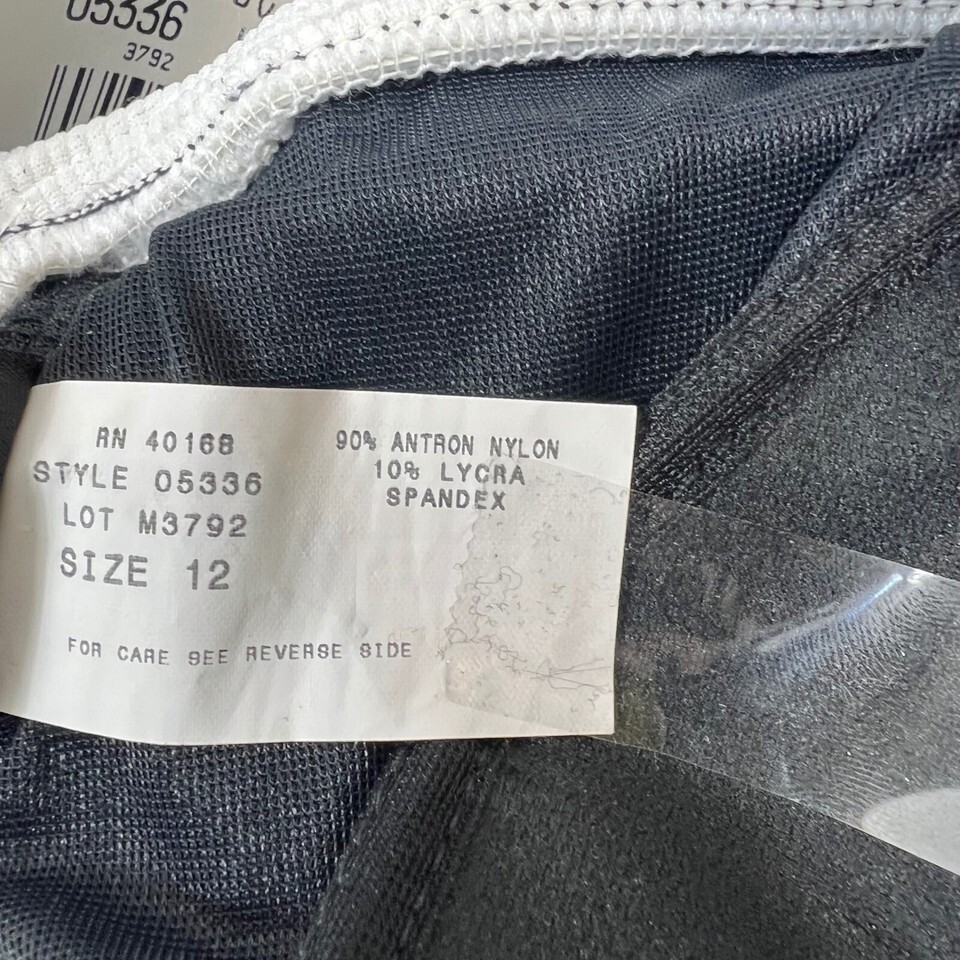 05336
3792
RN 40168
STYLE 05336
LOT M3792
SIZE 12
90% ANTRON NYLON
10% LYCRA
SPANDEX
FOR CARE SEE REVERSE SIDE